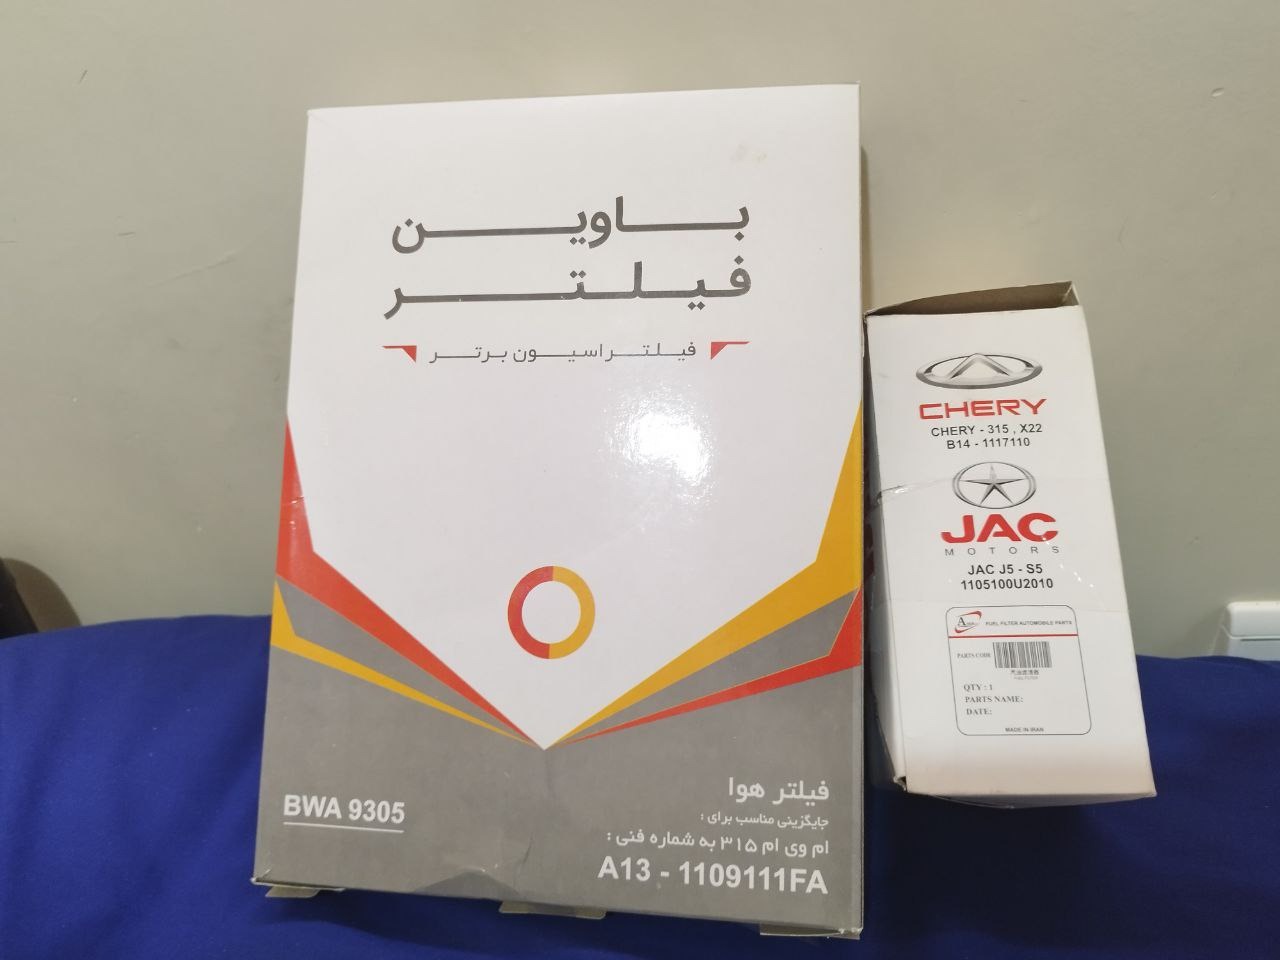 بـاویـن
فیلتـر
فیلتراسیون برتر
BWA 9305
فیلتر هوا
جایگزینی مناسب برای :
ام وی ام ۳۱۵ به شماره فنی :
A13 - 1109111FA
CHERY
CHERY - 315 , X22
B14 - 1117110
JAC
MOTORS
JAC J5 - S5
1105100U2010
FUEL FILTER AUTOMOBILE PARTS
PARTS CODE
QTY : 1
PARTS NAME:
DATE:
MADE IN IRAN